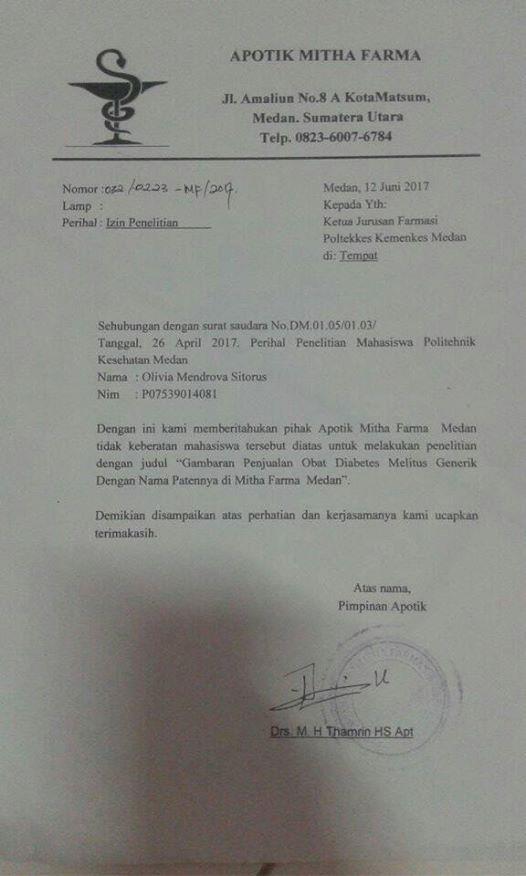 APOTIK MITHA FARMA
Jl. Amaliun No.8 A KotaMatsum,
Medan. Sumatera Utara
Telp. 0823-6007-6784
Nomor :032/0223 -MF/2017.
Lamp :
Perihal : Izin Penelitian
Medan, 12 Juni 2017
Kepada Yth:
Ketua Jurusan Farmasi
Poltekkes Kemenkes Medan
di: Tempat
Sehubungan dengan surat saudara No.DM.01.05/01.03/
Tanggal, 26 April 2017. Perihal Penelitian Mahasiswa Politehnik
Kesehatan Medan
Nama : Olivia Mendrova Sitorus
Nim : P07539014081
Dengan ini kami memberitahukan pihak Apotik Mitha Farma Medan
tidak keberatan mahasiswa tersebut diatas untuk melakukan penelitian
dengan judul “Gambaran Penjualan Obat Diabetes Melitus Generik
Dengan Nama Patennya di Mitha Farma Medan”.
Demikian disampaikan atas perhatian dan kerjasamanya kami ucapkan
terimakasih.
Atas nama,
Pimpinan Apotik
Drs. M. H Thamrin HS Apt